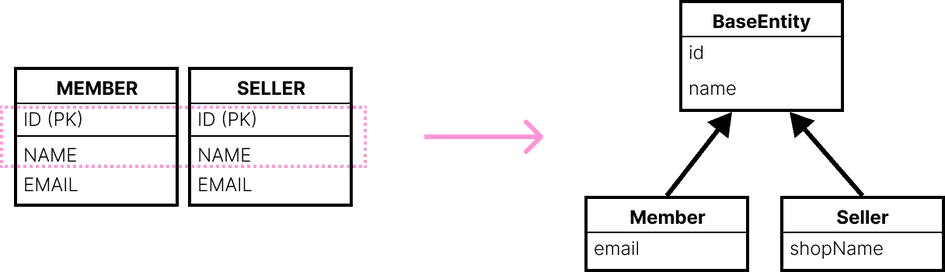 MEMBER
ID (PK)
NAME
EMAIL
SELLER
ID (PK)
NAME
EMAIL
BaseEntity
id
name
Member
email
Seller
shopName